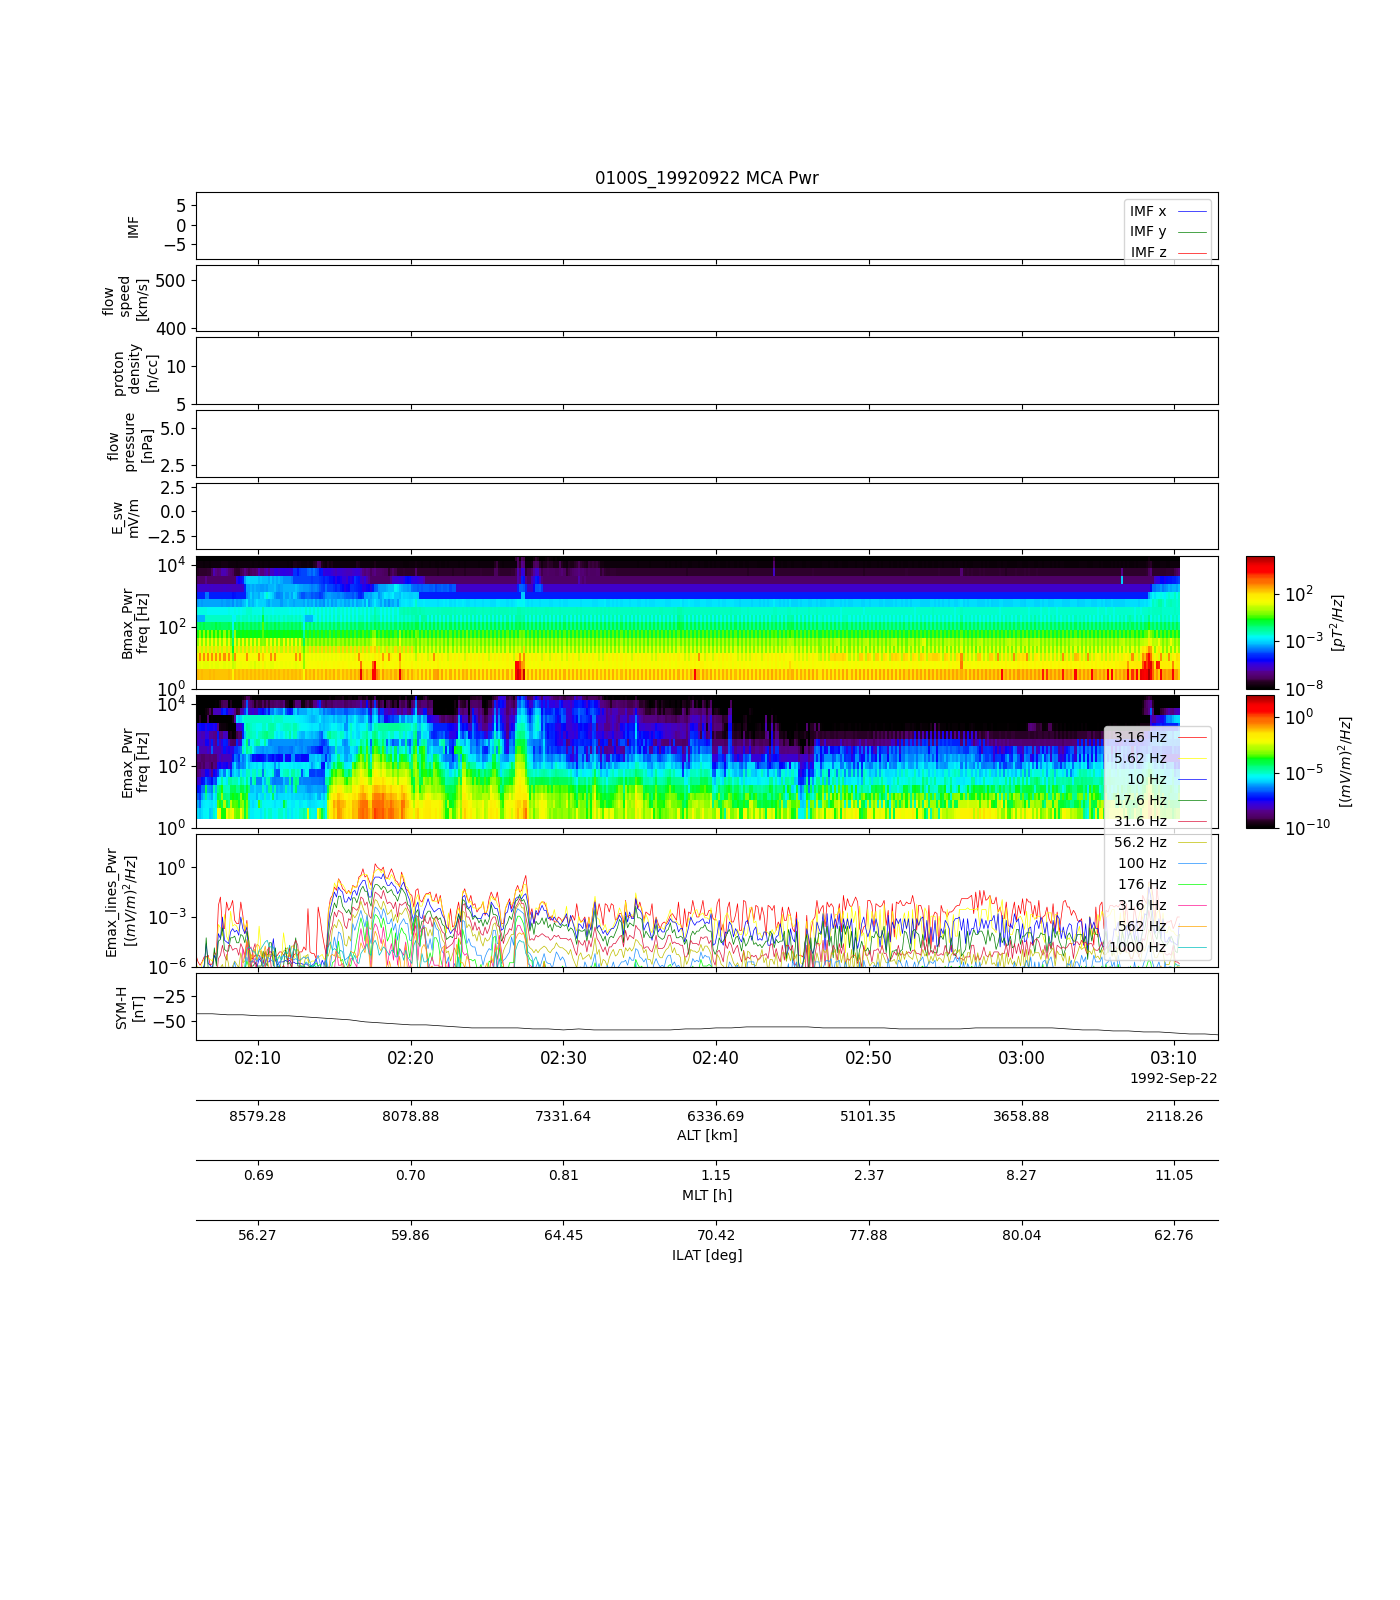 0100S_19920922 MCA Pwr
IMF
5
0
−5
IMF x
IMF y
IMF z
flow
speed
[km/s]
500
400
proton
density
[n/cc]
10
5
flow
pressure
[nPa]
5.0
2.5
E_sw
mV/m
2.5
0.0
−2.5
Bmax_Pwr
freq [Hz]
10^4
10^2
10^0
10^2
10^−3
10^−8
[pT^2/Hz]
Emax_Pwr
freq [Hz]
10^4
10^2
10^0
10^0
10^−5
10^−10
[(mV/m)^2/Hz]
3.16 Hz
5.62 Hz
10 Hz
17.6 Hz
31.6 Hz
56.2 Hz
100 Hz
176 Hz
316 Hz
562 Hz
1000 Hz
Emax_lines_Pwr
[(mV/m)^2/Hz]
10^0
10^−3
10^−6
SYM-H
[nT]
−25
−50
02:10 02:20 02:30 02:40 02:50 03:00 03:10
1992-Sep-22
8579.28 8078.88 7331.64 6336.69 5101.35 3658.88 2118.26
ALT [km]
0.69 0.70 0.81 1.15 2.37 8.27 11.05
MLT [h]
56.27 59.86 64.45 70.42 77.88 80.04 62.76
ILAT [deg]